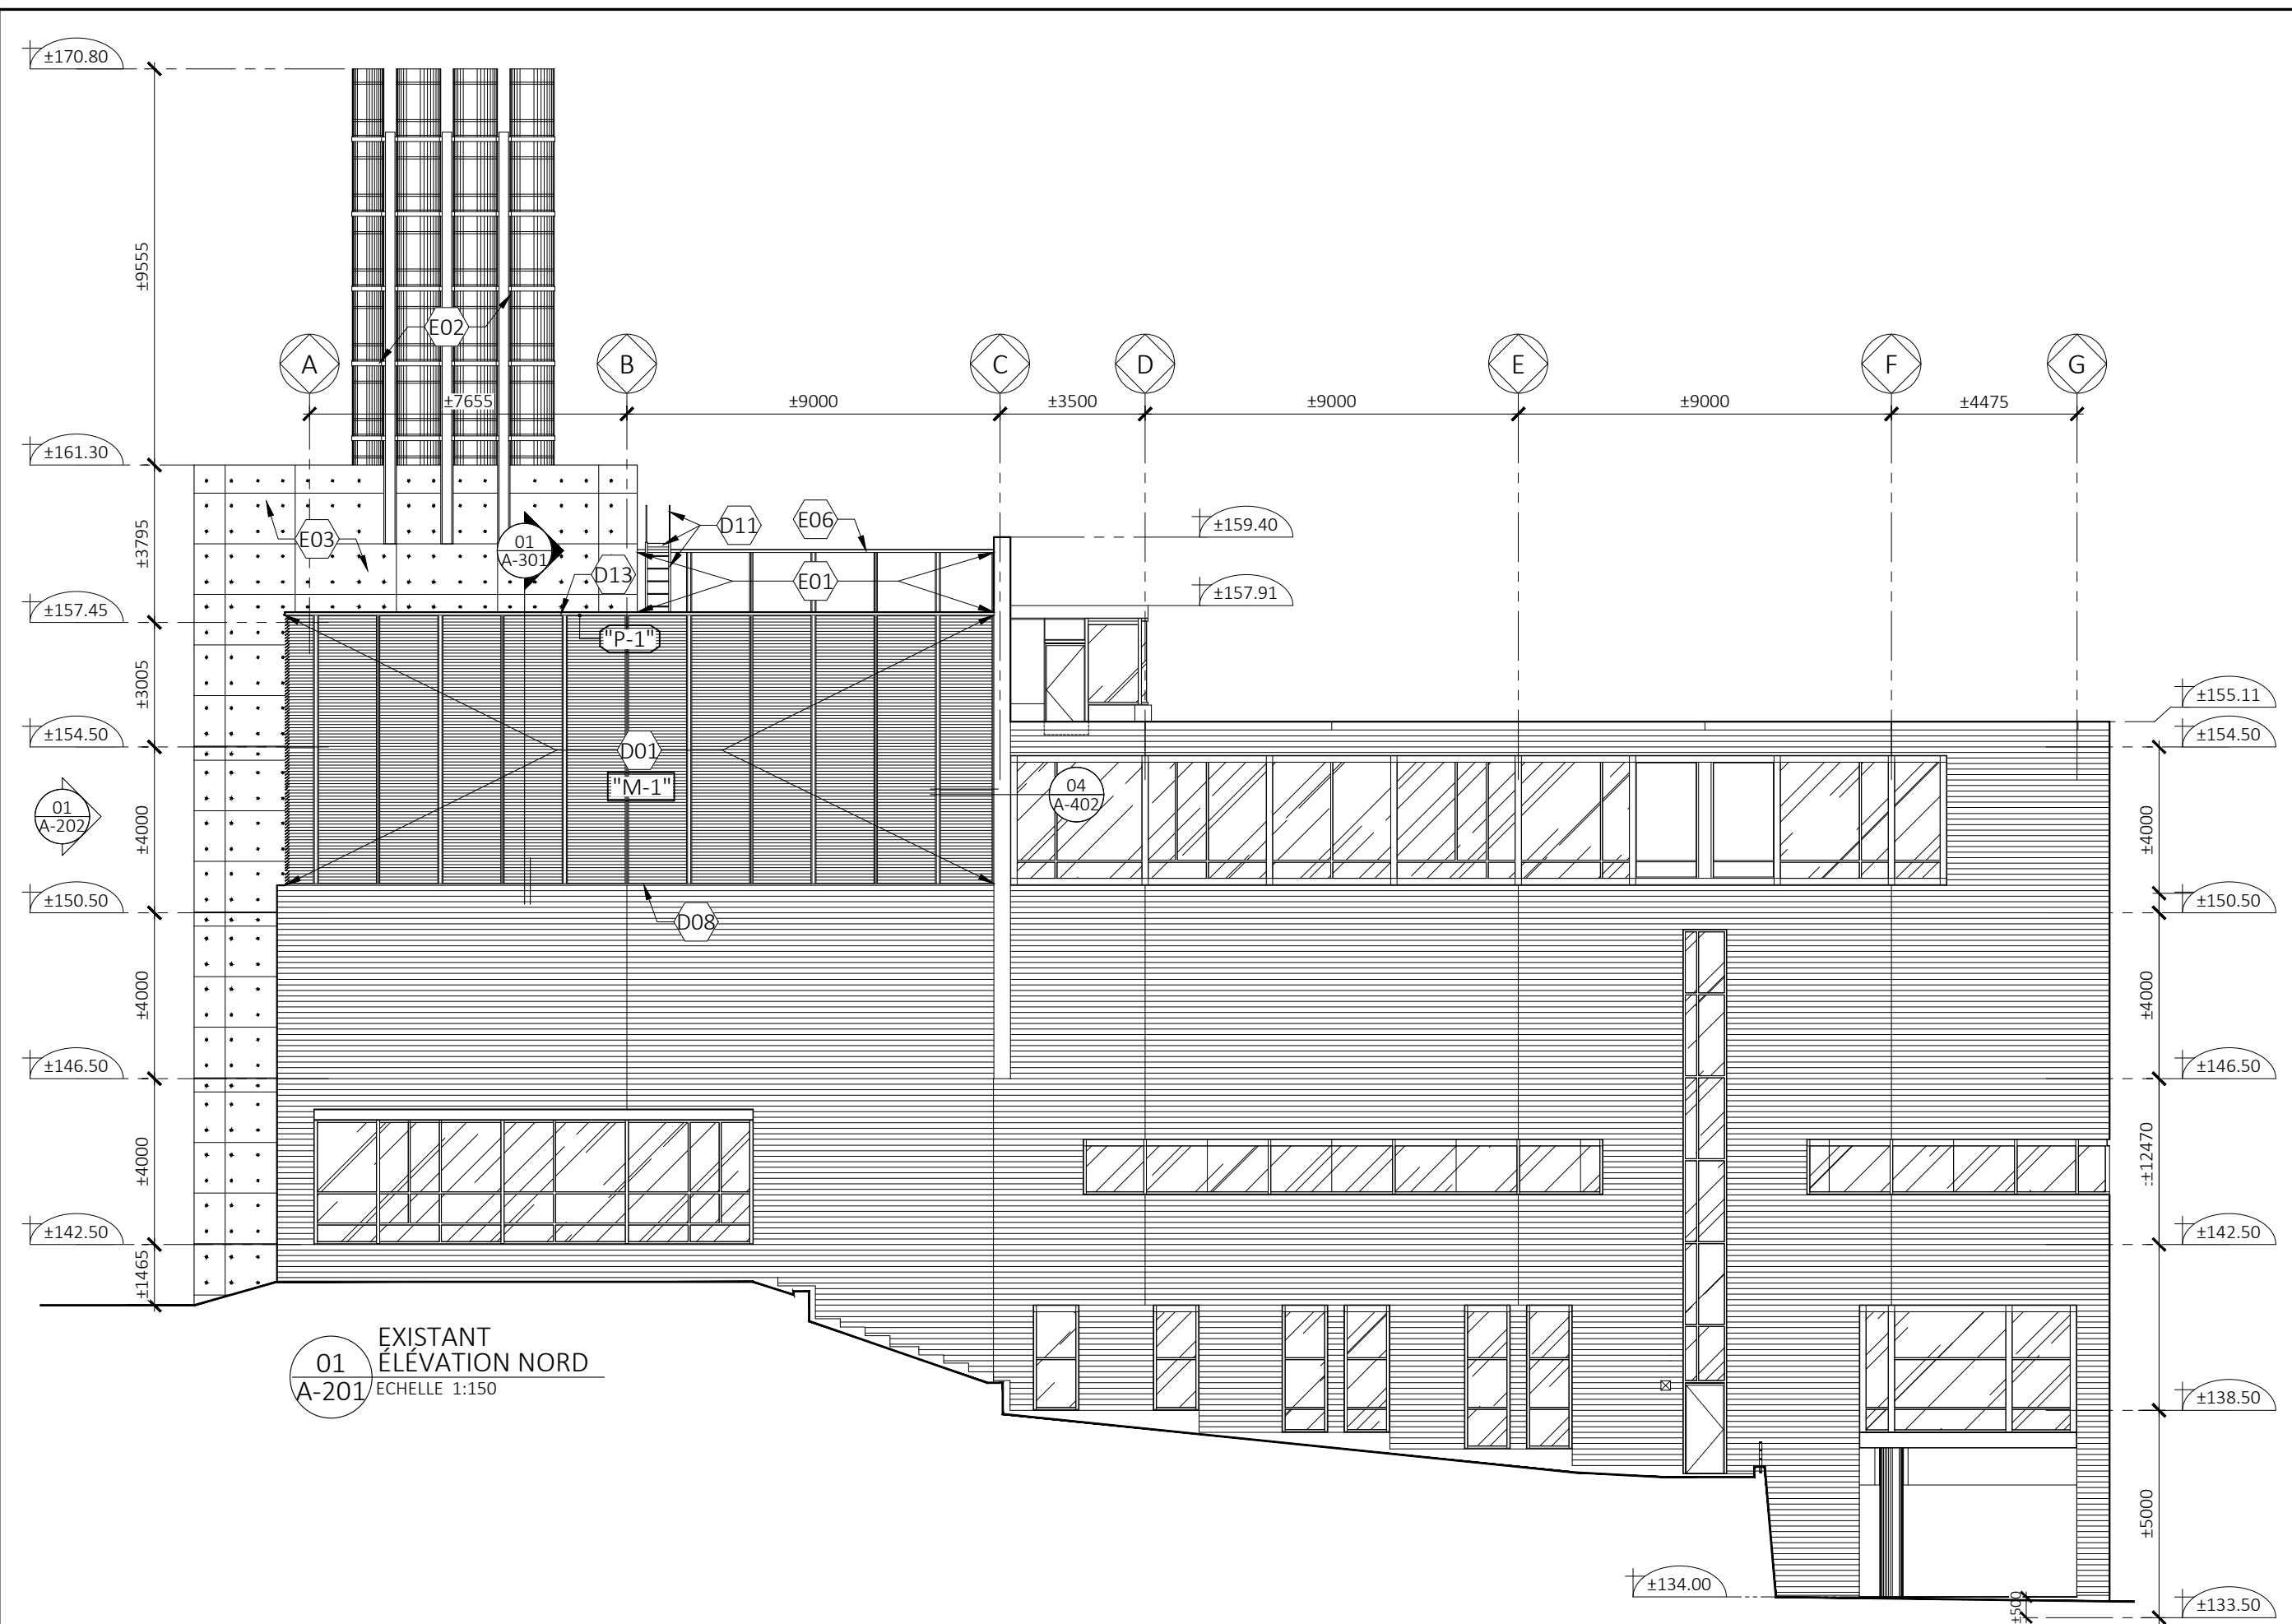 ±170.80
±9555
E02
A
B
C
D
E
F
G
±7655
±9000
±3500
±9000
±9000
±4475
±161.30
±3795
E03
01
A-301
D11
E06
±159.40
D13
E01
±157.91
±157.45
"P-1"
±3005
±155.11
±154.50
±154.50
D01
"M-1"
04
A-402
01
A-202
±4000
±4000
±150.50
±150.50
D08
±4000
±4000
±146.50
±146.50
±4000
±12470
±142.50
±142.50
±1465
01
A-201
EXISTANT
ÉLÉVATION NORD
ECHELLE 1:150
±138.50
±5000
±134.00
±500
±133.50